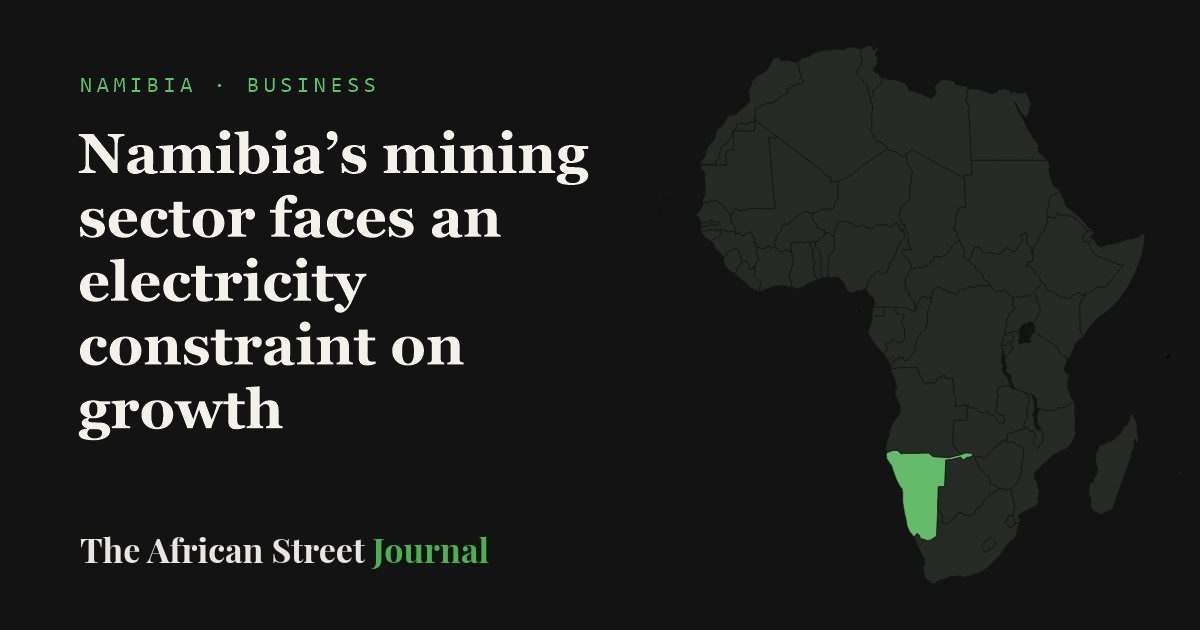 NAMIBIA · BUSINESS
Namibia’s mining
sector faces an
electricity
constraint on
growth
The African Street Journal